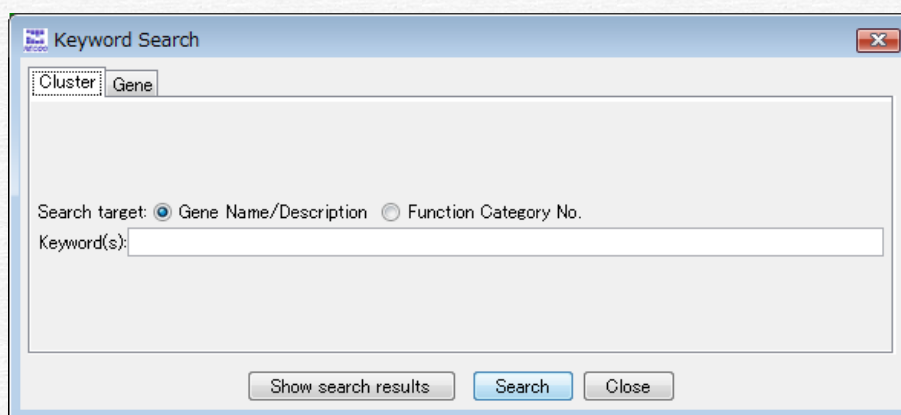 Keyword Search
Cluster Gene
Search target: Gene Name/Description Function Category No.
Keyword(s):
Show search results Search Close